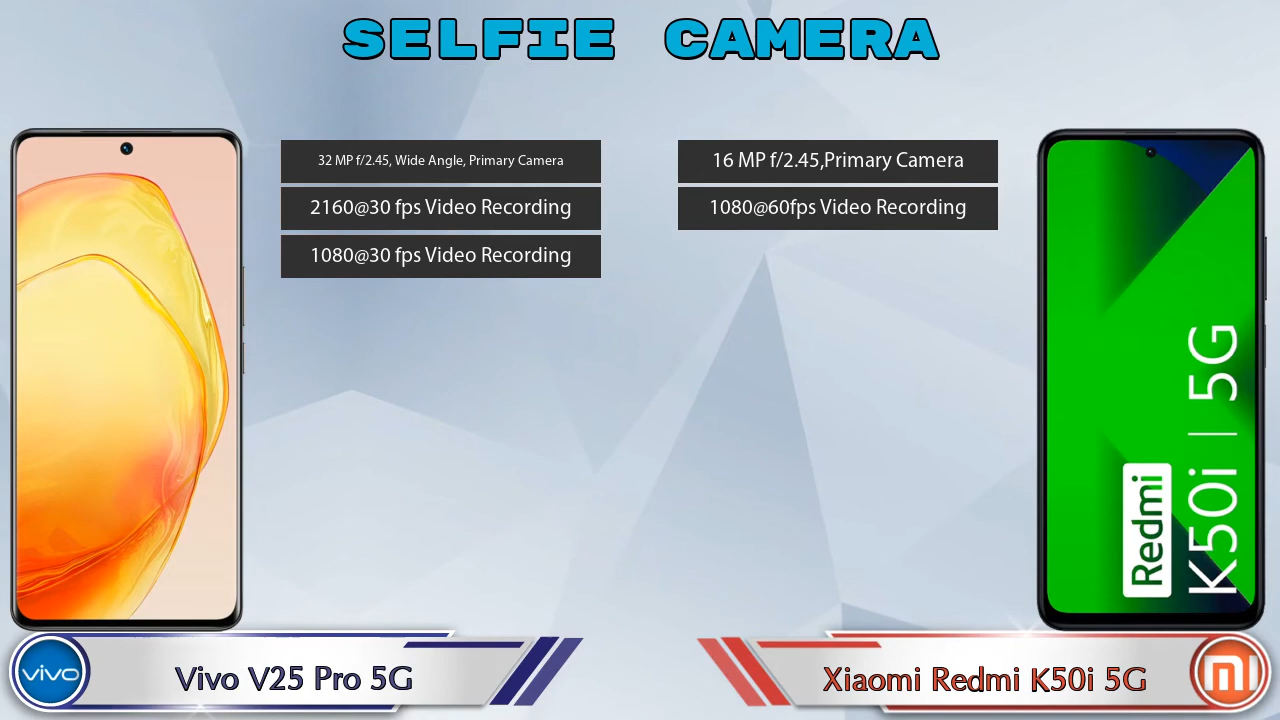 SELFIE CAMERA
32 MP f/2.45, Wide Angle, Primary Camera
2160@30 fps Video Recording
1080@30 fps Video Recording
16 MP f/2.45,Primary Camera
1080@60fps Video Recording
Redmi
K50i | 5G
vivo
Vivo V25 Pro 5G
Xiaomi Redmi K50i 5G
mi